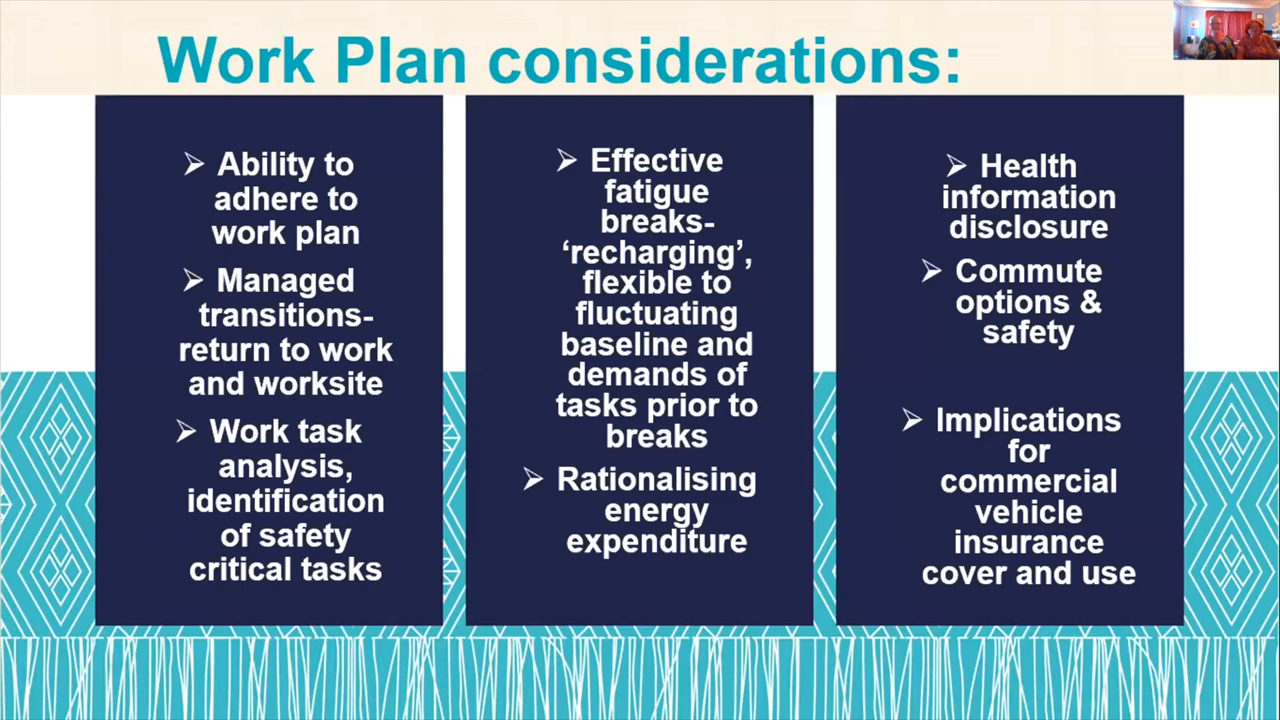 Work Plan considerations:
➢ Ability to
adhere to
work plan
➢ Managed
transitions-
return to work
and worksite
➢ Work task
analysis,
identification
of safety
critical tasks
➢ Effective
fatigue
breaks-
‘recharging’,
flexible to
fluctuating
baseline and
demands of
tasks prior to
breaks
➢ Rationalising
energy
expenditure
➢ Health
information
disclosure
➢ Commute
options &
safety
➢ Implications
for
commercial
vehicle
insurance
cover and use